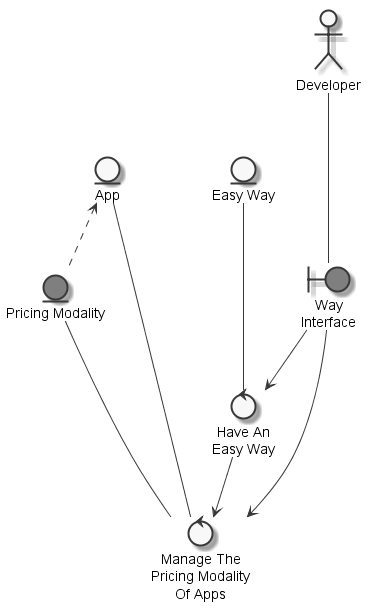 Developer
App
Easy Way
Pricing Modality
Way
Interface
Have An
Easy Way
Manage The
Pricing Modality
Of Apps